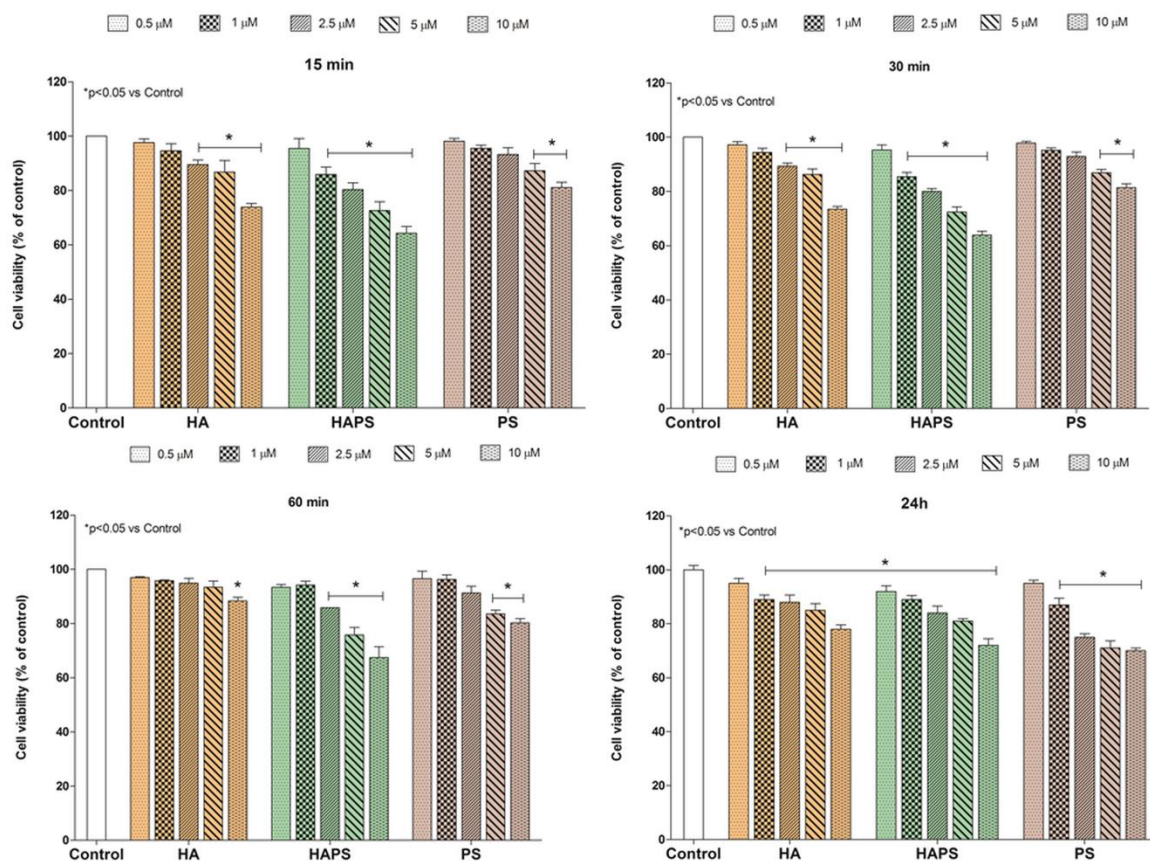 0.5 μM 1 μM 2.5 μM 5 μM 10 μM
15 min
*p<0.05 vs Control
Cell viability (% of control)
120
100
80
60
40
20
0
* * *
Control HA HAPS PS
0.5 μM 1 μM 2.5 μM 5 μM 10 μM
30 min
*p<0.05 vs Control
Cell viability (% of control)
120
100
80
60
40
20
0
* * *
Control HA HAPS PS
0.5 μM 1 μM 2.5 μM 5 μM 10 μM
60 min
*p<0.05 vs Control
Cell viability (% of control)
120
100
80
60
40
20
0
* * *
Control HA HAPS PS
0.5 μM 1 μM 2.5 μM 5 μM 10 μM
24h
*p<0.05 vs Control
Cell viability (% of control)
120
100
80
60
40
20
0
* *
Control HA HAPS PS